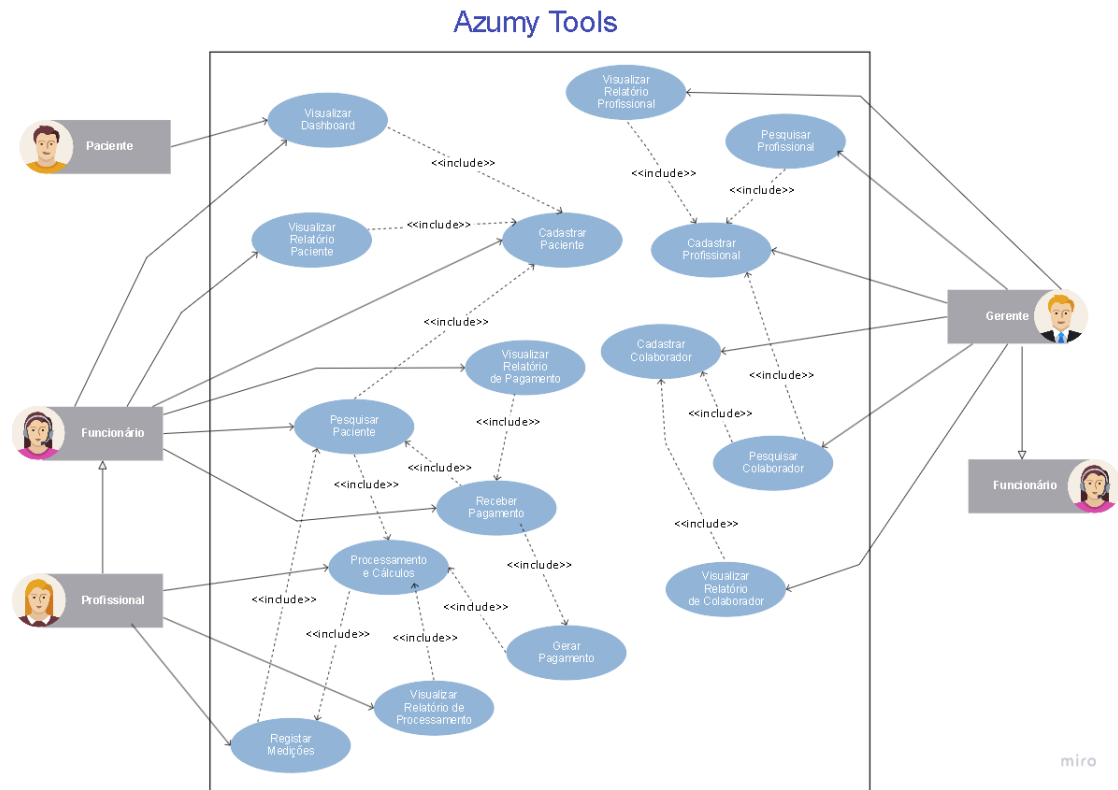 Azumy Tools
Visualizar
Relatório
Profissional
Visualizar
Dashboard
Paciente
Pesquisar
Profissional
<<include>>
<<include>>
<<include>>
Visualizar
Relatório
Paciente
<<include>>
Cadastrar
Paciente
Cadastrar
Profissional
Gerente
<<include>>
Cadastrar
Colaborador
Visualizar
Relatório
de Pagamento
<<include>>
Funcionário
Pesquisar
Paciente
<<include>>
<<include>>
Pesquisar
Colaborador
<<include>>
<<include>>
Funcionário
Receber
Pagamento
<<include>>
Processamento
e Cálculos
<<include>>
Visualizar
Relatório
de Colaborador
Profissional
<<include>>
<<include>>
<<include>>
<<include>>
Gerar
Pagamento
Visualizar
Relatório de
Processamento
Registar
Medições
miro